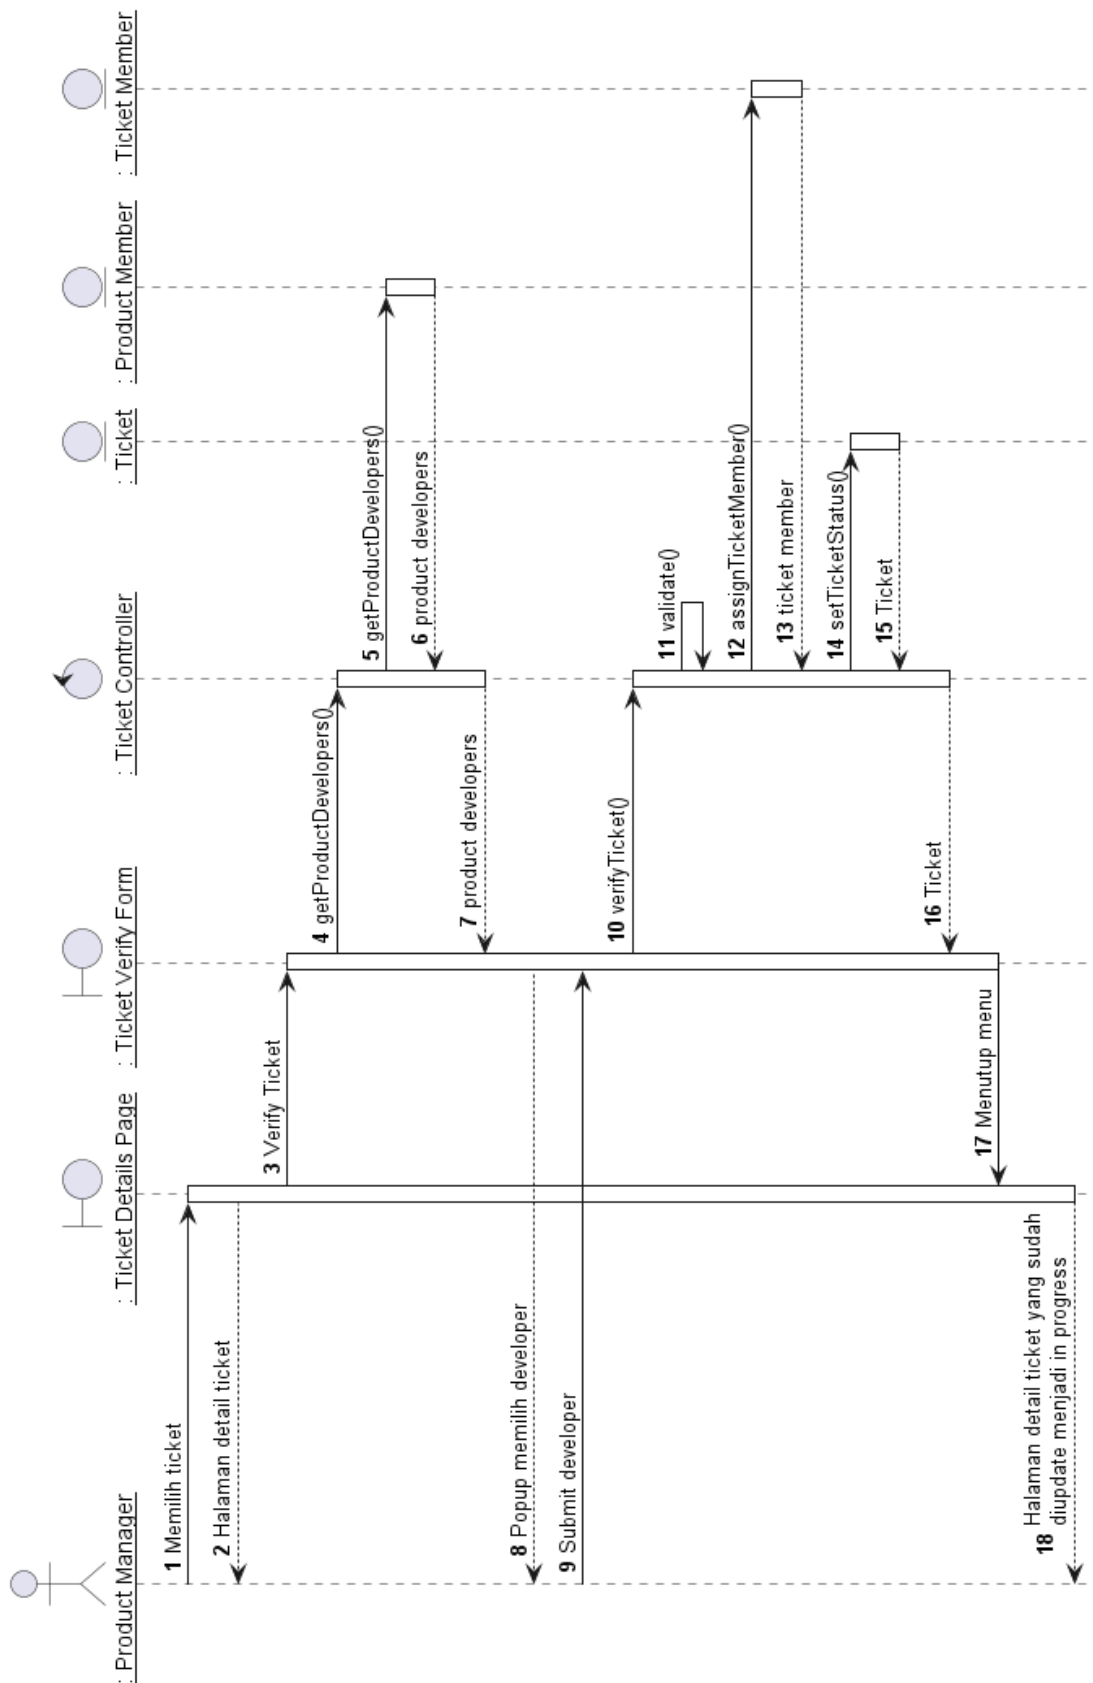 : Product Manager
: Ticket Details Page
: Ticket Verify Form
: Ticket Controller
: Ticket
: Product Member
: Ticket Member
1 Memilih ticket
2 Halaman detail ticket
3 Verify Ticket
4 getProductDevelopers()
5 getProductDevelopers()
6 product developers
7 product developers
8 Popup memilih developer
9 Submit developer
10 verifyTicket()
11 validate()
12 assignTicketMember()
13 ticket member
14 setTicketStatus()
15 Ticket
16 Ticket
17 Menutup menu
18 Halaman detail ticket yang sudah
diupdate menjadi in progress